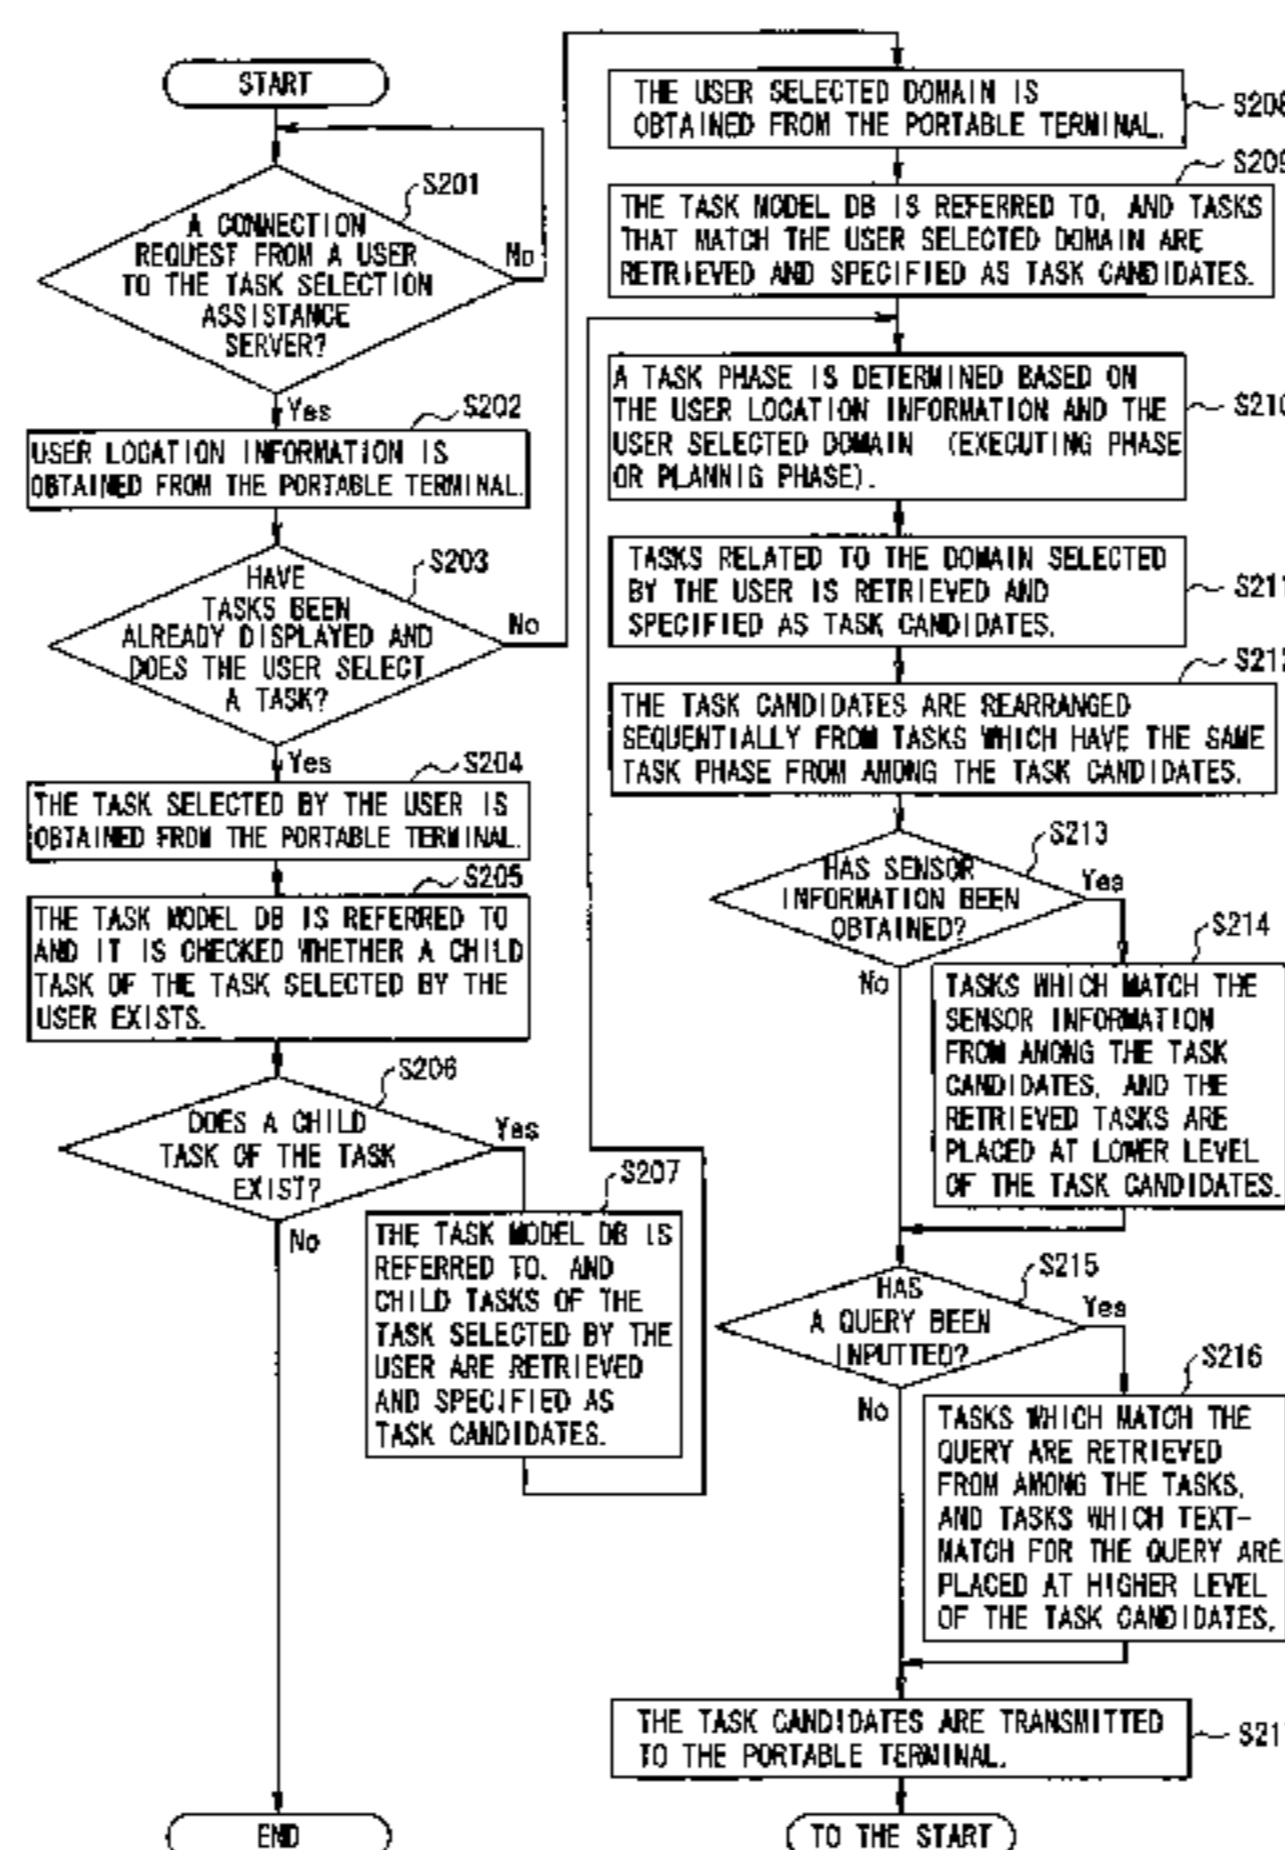 START
S201
A CONNECTION
REQUEST FROM A USER
TO THE TASK SELECTION
ASSISTANCE
SERVER?
No
Yes
S202
USER LOCATION INFORMATION IS
OBTAINED FROM THE PORTABLE TERMINAL.
S203
HAVE
TASKS BEEN
ALREADY DISPLAYED AND
DOES THE USER SELECT
A TASK?
No
Yes
S204
THE TASK SELECTED BY THE USER IS
OBTAINED FROM THE PORTABLE TERMINAL.
S205
THE TASK MODEL DB IS REFERRED TO
AND IT IS CHECKED WHETHER A CHILD
TASK OF THE TASK SELECTED BY THE
USER EXISTS.
S206
DOES A CHILD
TASK OF THE TASK
EXIST?
Yes
No
S207
THE TASK MODEL DB IS
REFERRED TO, AND
CHILD TASKS OF THE
TASK SELECTED BY THE
USER ARE RETRIEVED
AND SPECIFIED AS
TASK CANDIDATES.
END
THE USER SELECTED DOMAIN IS
OBTAINED FROM THE PORTABLE TERMINAL.
S208
S209
THE TASK MODEL DB IS REFERRED TO, AND TASKS
THAT MATCH THE USER SELECTED DOMAIN ARE
RETRIEVED AND SPECIFIED AS TASK CANDIDATES.
A TASK PHASE IS DETERMINED BASED ON
THE USER LOCATION INFORMATION AND THE
USER SELECTED DOMAIN (EXECUTING PHASE
OR PLANNIG PHASE).
S210
TASKS RELATED TO THE DOMAIN SELECTED
BY THE USER IS RETRIEVED AND
SPECIFIED AS TASK CANDIDATES.
S211
S212
THE TASK CANDIDATES ARE REARRANGED
SEQUENTIALLY FROM TASKS WHICH HAVE THE SAME
TASK PHASE FROM AMONG THE TASK CANDIDATES.
S213
HAS SENSOR
INFORMATION BEEN
OBTAINED?
Yes
No
S214
TASKS WHICH MATCH THE
SENSOR INFORMATION
FROM AMONG THE TASK
CANDIDATES, AND THE
RETRIEVED TASKS ARE
PLACED AT LOWER LEVEL
OF THE TASK CANDIDATES.
S215
HAS
A QUERY BEEN
INPUTTED?
Yes
No
S216
TASKS WHICH MATCH THE
QUERY ARE RETRIEVED
FROM AMONG THE TASKS,
AND TASKS WHICH TEXT-
MATCH FOR THE QUERY ARE
PLACED AT HIGHER LEVEL
OF THE TASK CANDIDATES.
THE TASK CANDIDATES ARE TRANSMITTED
TO THE PORTABLE TERMINAL.
S21
TO THE START